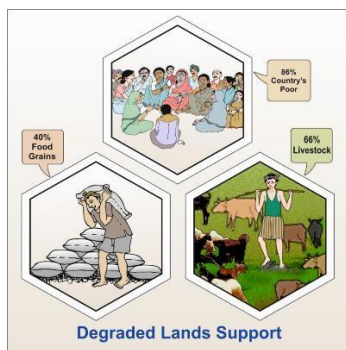 86%
Country's
Poor
40%
Food
Grains
66%
Livestock
Degraded Lands Support